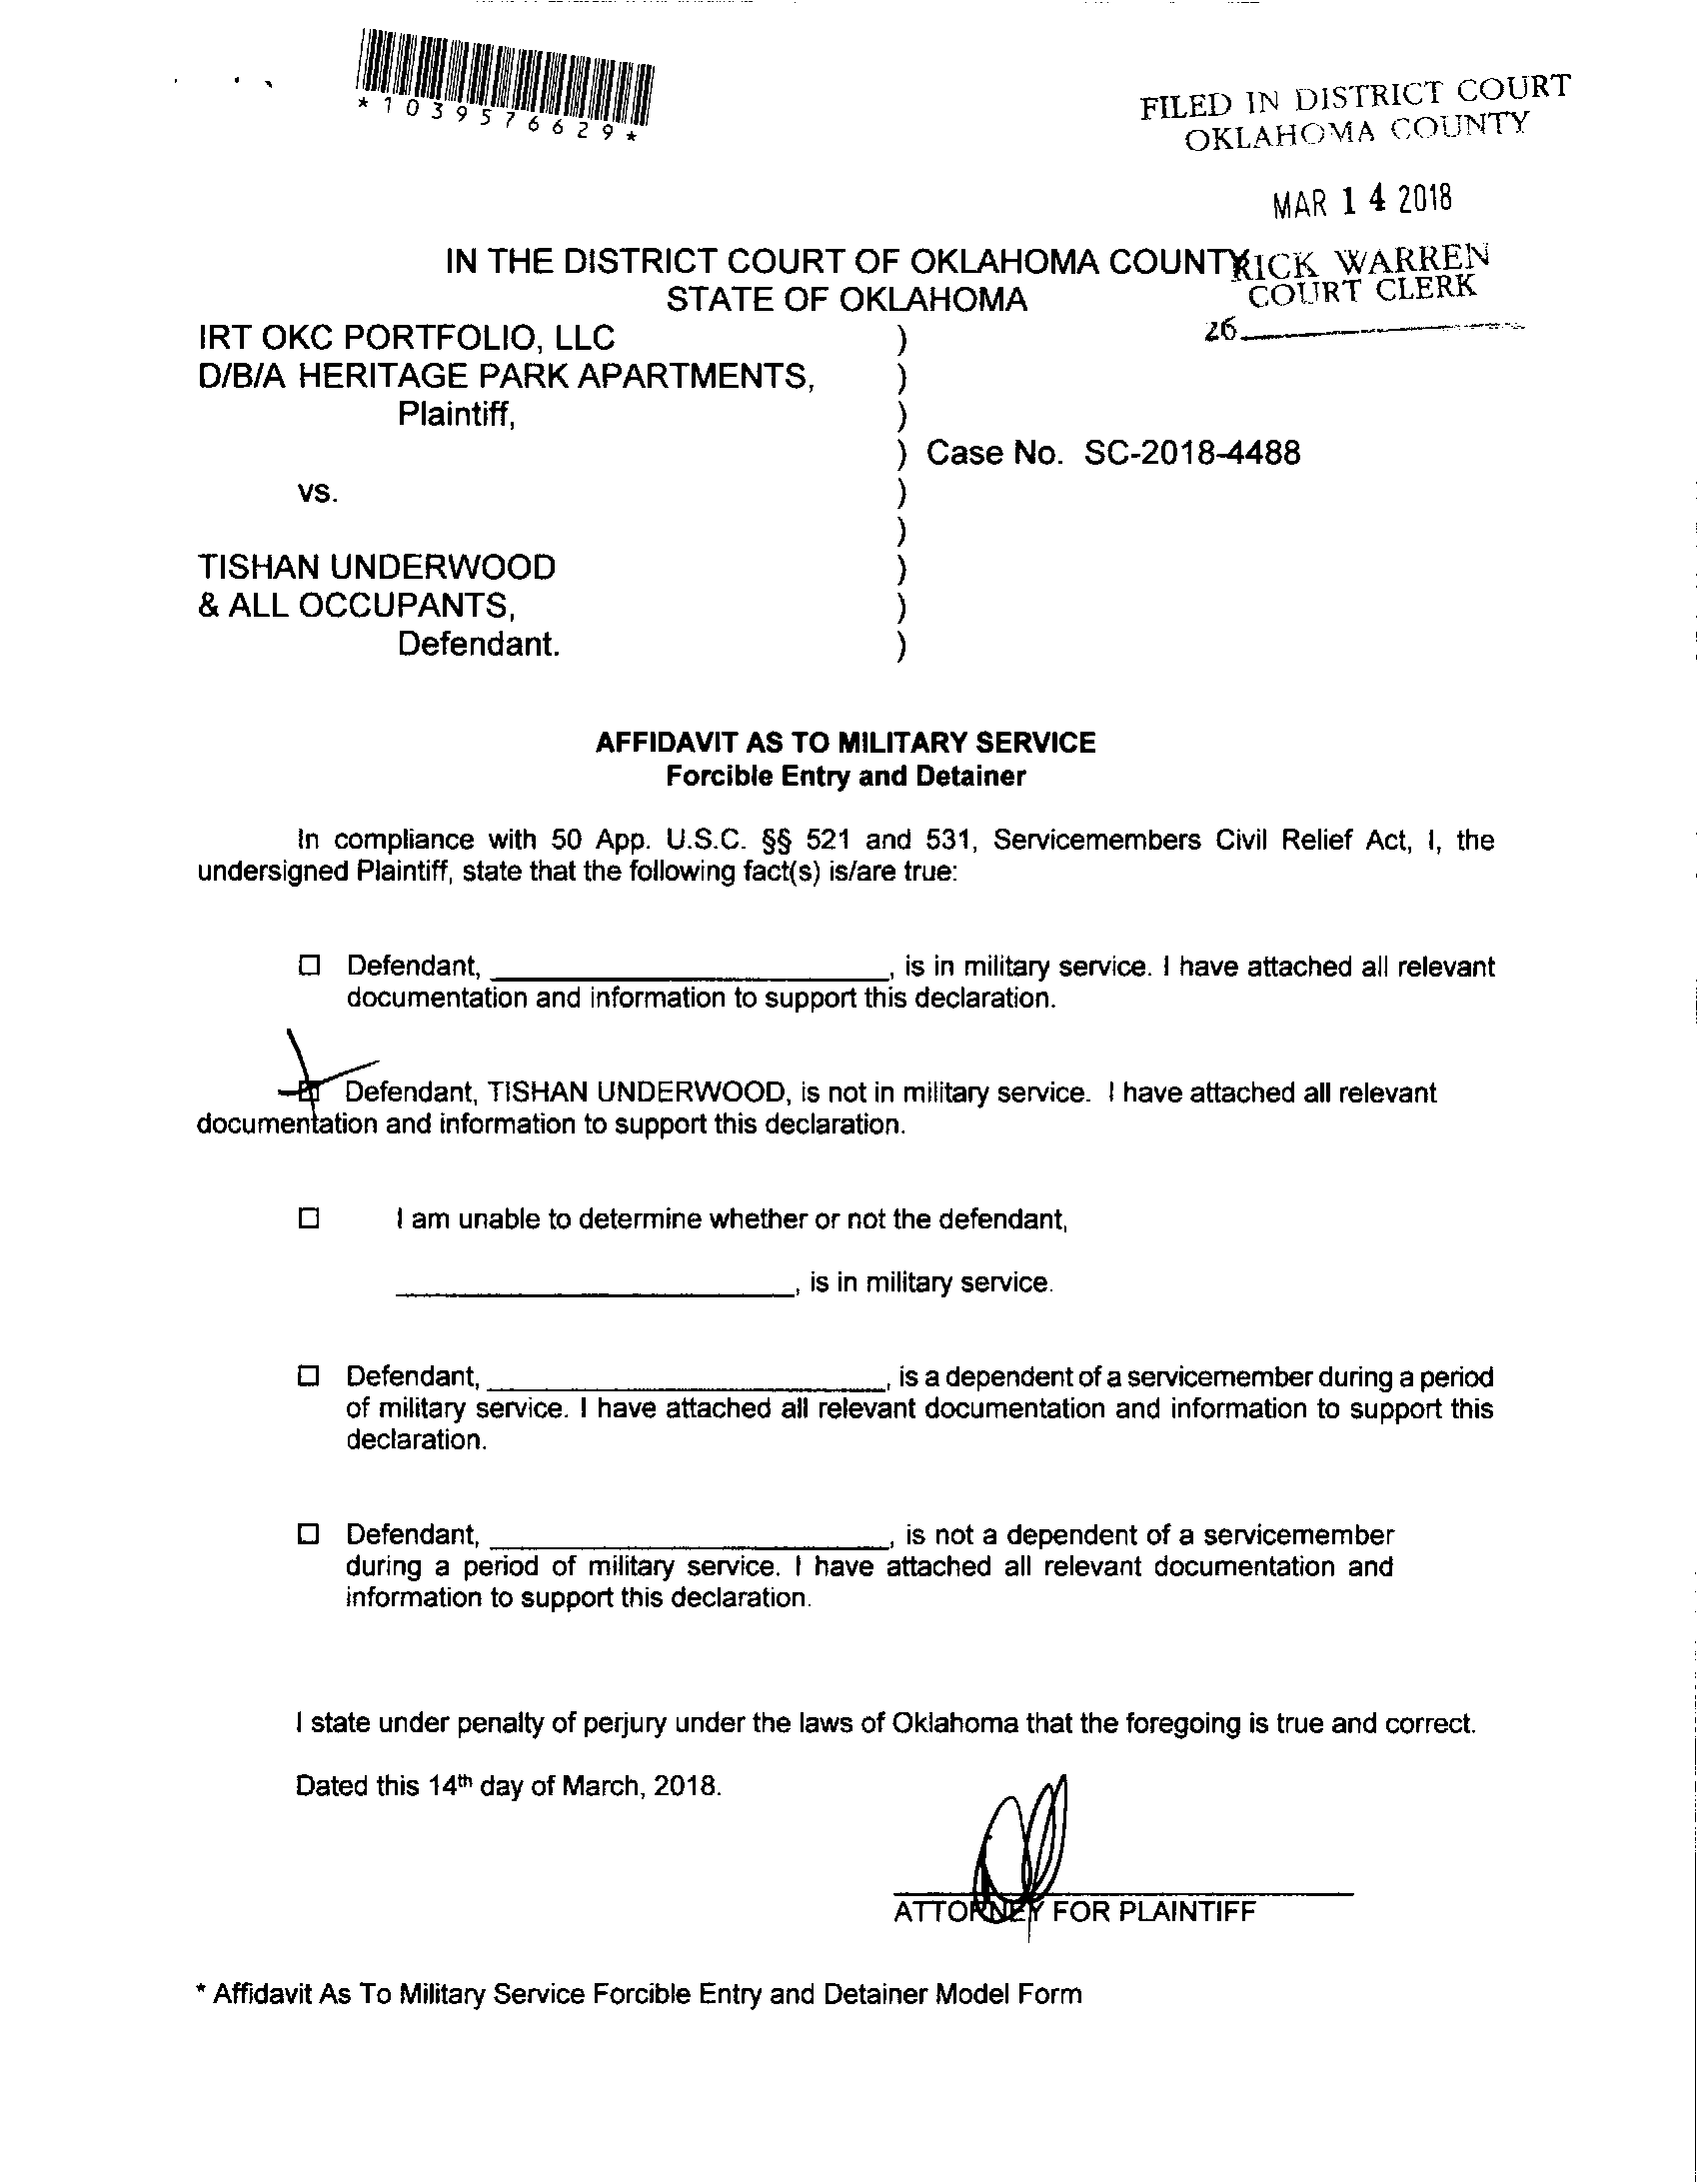 *1039576629*
FILED IN DISTRICT COURT
OKLAHOMA COUNTY
MAR 14 2018
RICK WARREN
COURT CLERK
26
IN THE DISTRICT COURT OF OKLAHOMA COUNTY
STATE OF OKLAHOMA
IRT OKC PORTFOLIO, LLC )
D/B/A HERITAGE PARK APARTMENTS, )
Plaintiff, )
) Case No. SC-2018-4488
vs. )
)
TISHAN UNDERWOOD )
& ALL OCCUPANTS, )
Defendant. )
AFFIDAVIT AS TO MILITARY SERVICE
Forcible Entry and Detainer
In compliance with 50 App. U.S.C. §§ 521 and 531, Servicemembers Civil Relief Act, I, the
undersigned Plaintiff, state that the following fact(s) is/are true:
☐ Defendant, ____________________, is in military service. I have attached all relevant
documentation and information to support this declaration.
☑ Defendant, TISHAN UNDERWOOD, is not in military service. I have attached all relevant
documentation and information to support this declaration.
☐ I am unable to determine whether or not the defendant,
____________________, is in military service.
☐ Defendant, ____________________, is a dependent of a servicemember during a period
of military service. I have attached all relevant documentation and information to support this
declaration.
☐ Defendant, ____________________, is not a dependent of a servicemember
during a period of military service. I have attached all relevant documentation and
information to support this declaration.
I state under penalty of perjury under the laws of Oklahoma that the foregoing is true and correct.
Dated this 14th day of March, 2018.
ATTORNEY FOR PLAINTIFF
* Affidavit As To Military Service Forcible Entry and Detainer Model Form